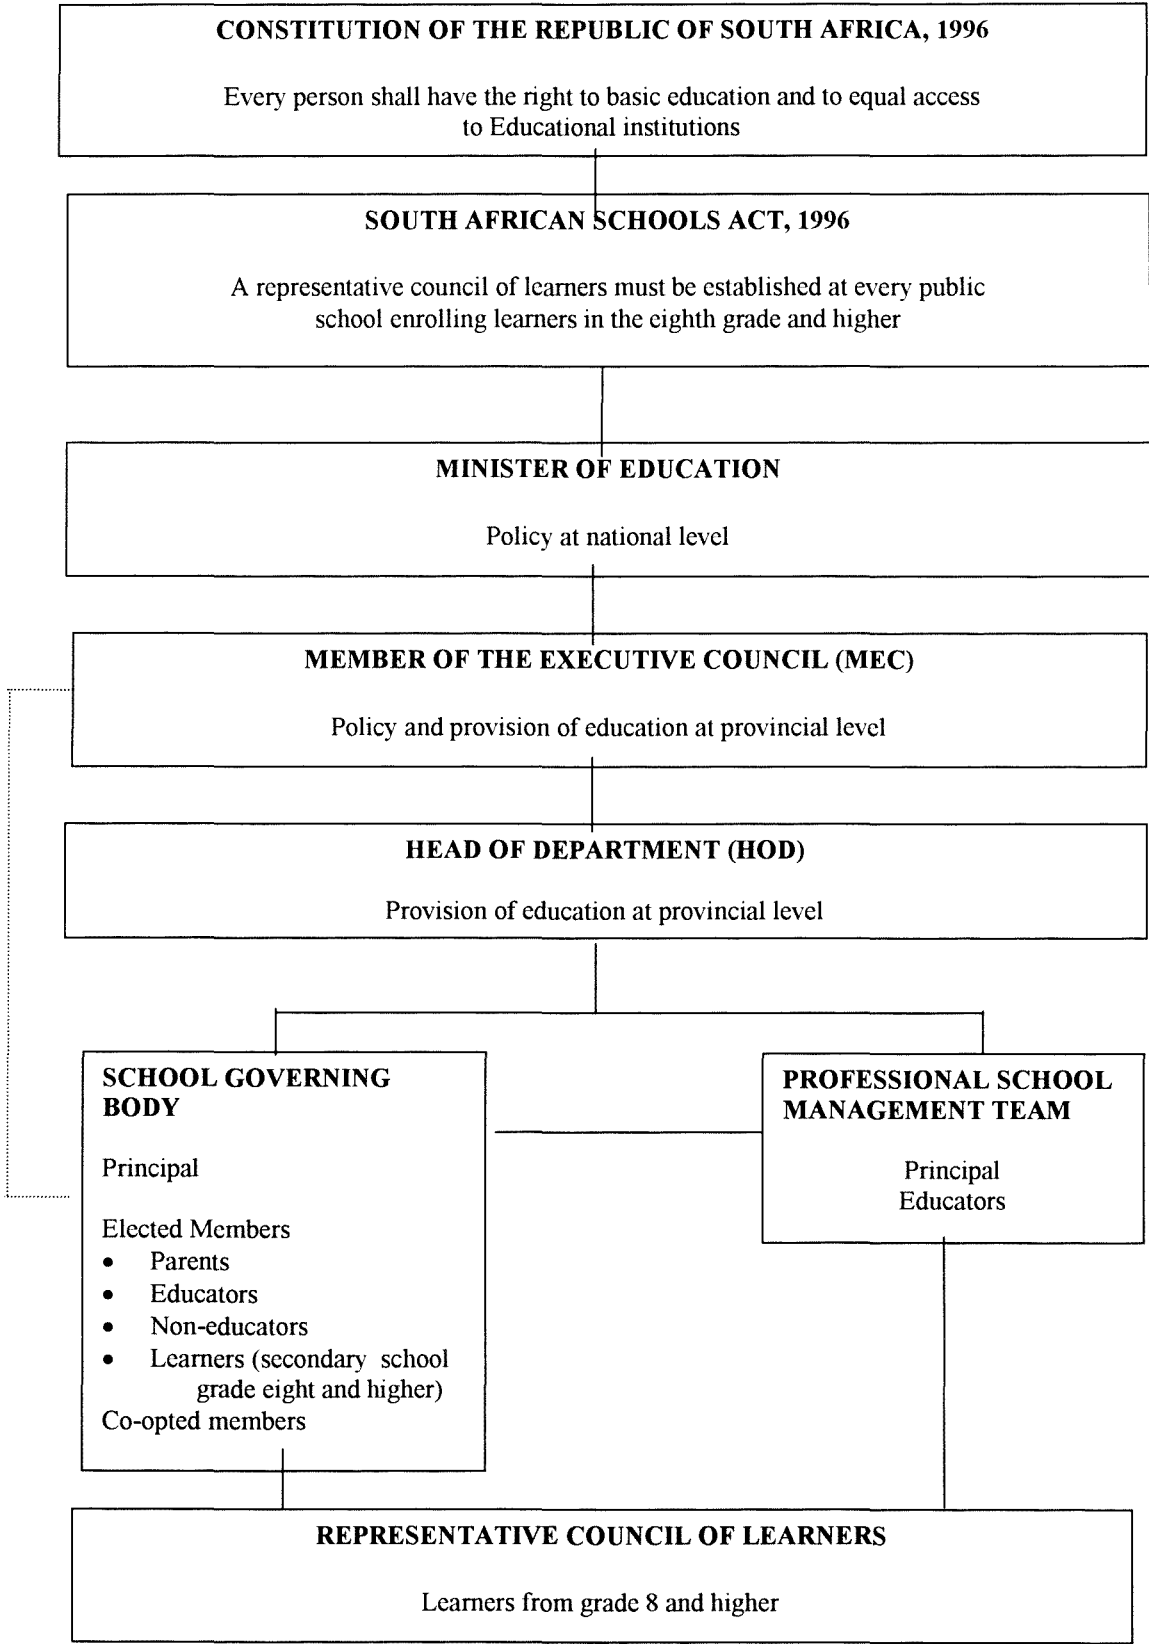 CONSTITUTION OF THE REPUBLIC OF SOUTH AFRICA, 1996
Every person shall have the right to basic education and to equal access
to Educational institutions
SOUTH AFRICAN SCHOOLS ACT, 1996
A representative council of learners must be established at every public
school enrolling learners in the eighth grade and higher
MINISTER OF EDUCATION
Policy at national level
MEMBER OF THE EXECUTIVE COUNCIL (MEC)
Policy and provision of education at provincial level
HEAD OF DEPARTMENT (HOD)
Provision of education at provincial level
SCHOOL GOVERNING
BODY
Principal
Elected Members
• Parents
• Educators
• Non-educators
• Learners (secondary school
grade eight and higher)
Co-opted members
PROFESSIONAL SCHOOL
MANAGEMENT TEAM
Principal
Educators
REPRESENTATIVE COUNCIL OF LEARNERS
Learners from grade 8 and higher